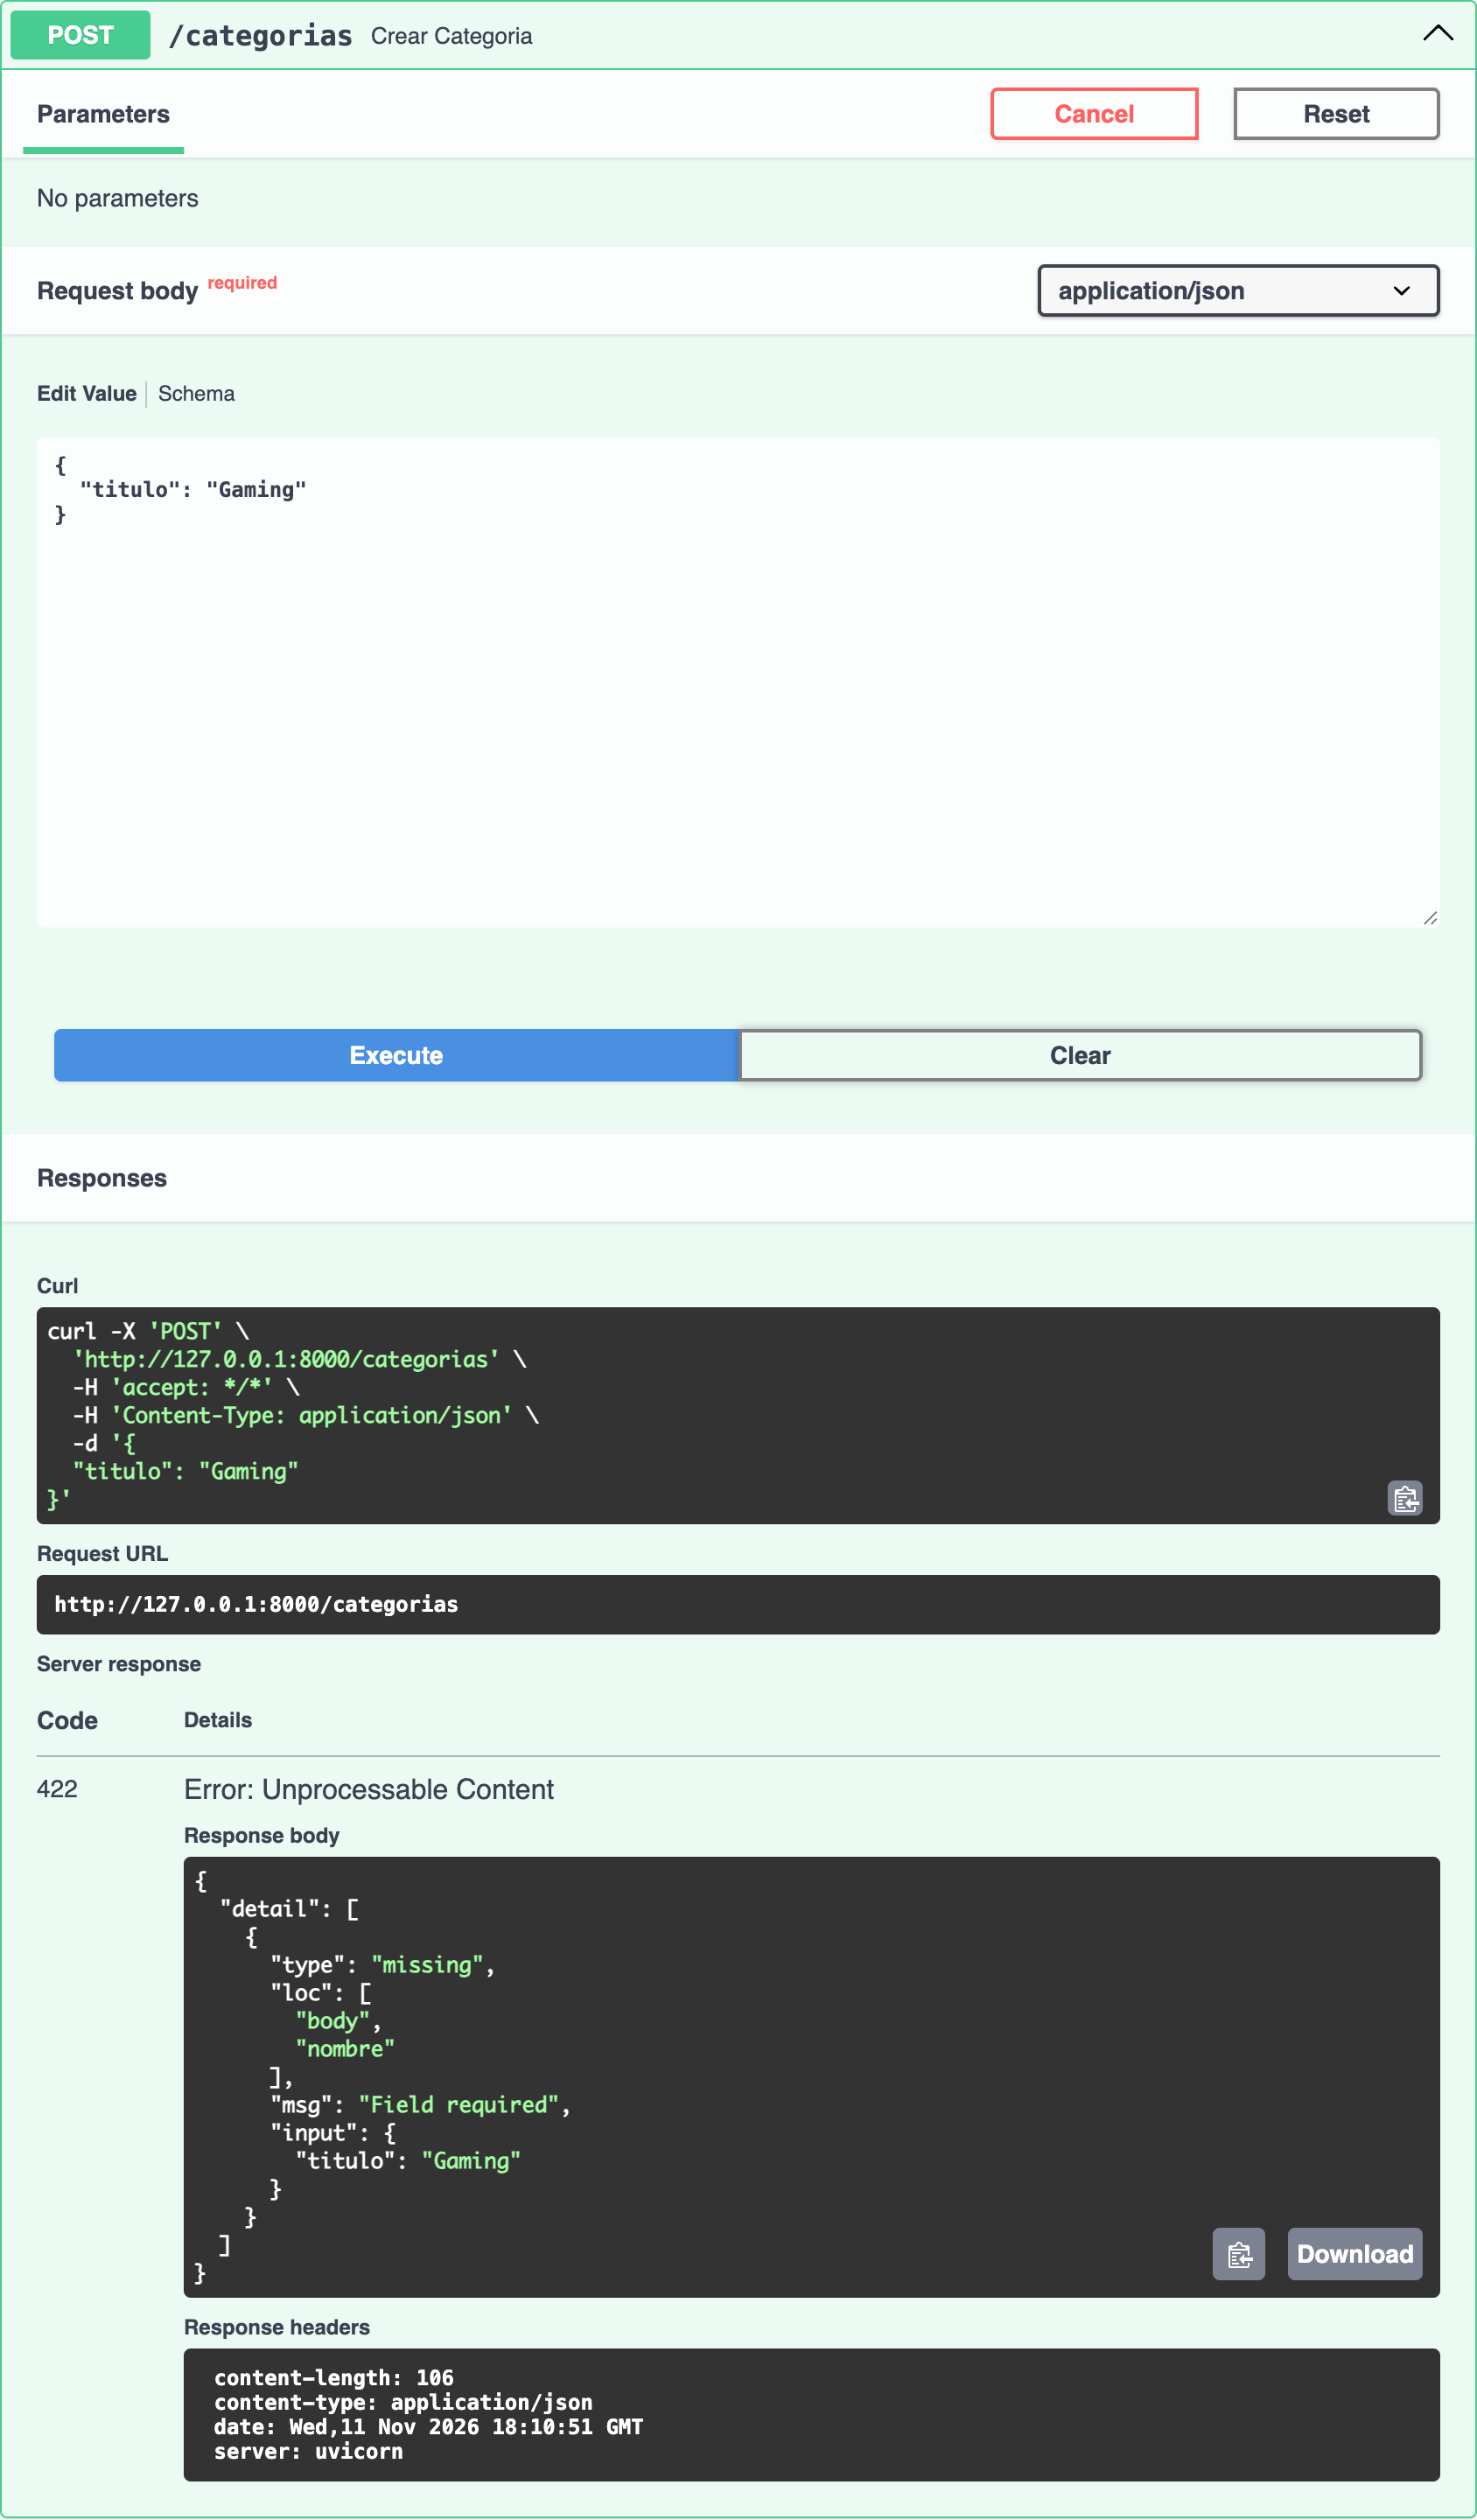 POST /categorias Crear Categoria
Parameters
Cancel
Reset
No parameters
Request body required
application/json
Edit Value
Schema
{
  "titulo": "Gaming"
}
Execute
Clear
Responses
Curl
curl -X 'POST' \
  'http://127.0.0.1:8000/categorias' \
  -H 'accept: */*' \
  -H 'Content-Type: application/json' \
  -d '{
  "titulo": "Gaming"
}'
Request URL
http://127.0.0.1:8000/categorias
Server response
Code Details
422 Error: Unprocessable Content
Response body
{
  "detail": [
    {
      "type": "missing",
      "loc": [
        "body",
        "nombre"
      ],
      "msg": "Field required",
      "input": {
        "titulo": "Gaming"
      }
    }
  ]
}
Download
Response headers
content-length: 106
content-type: application/json
date: Wed,11 Nov 2026 18:10:51 GMT
server: uvicorn